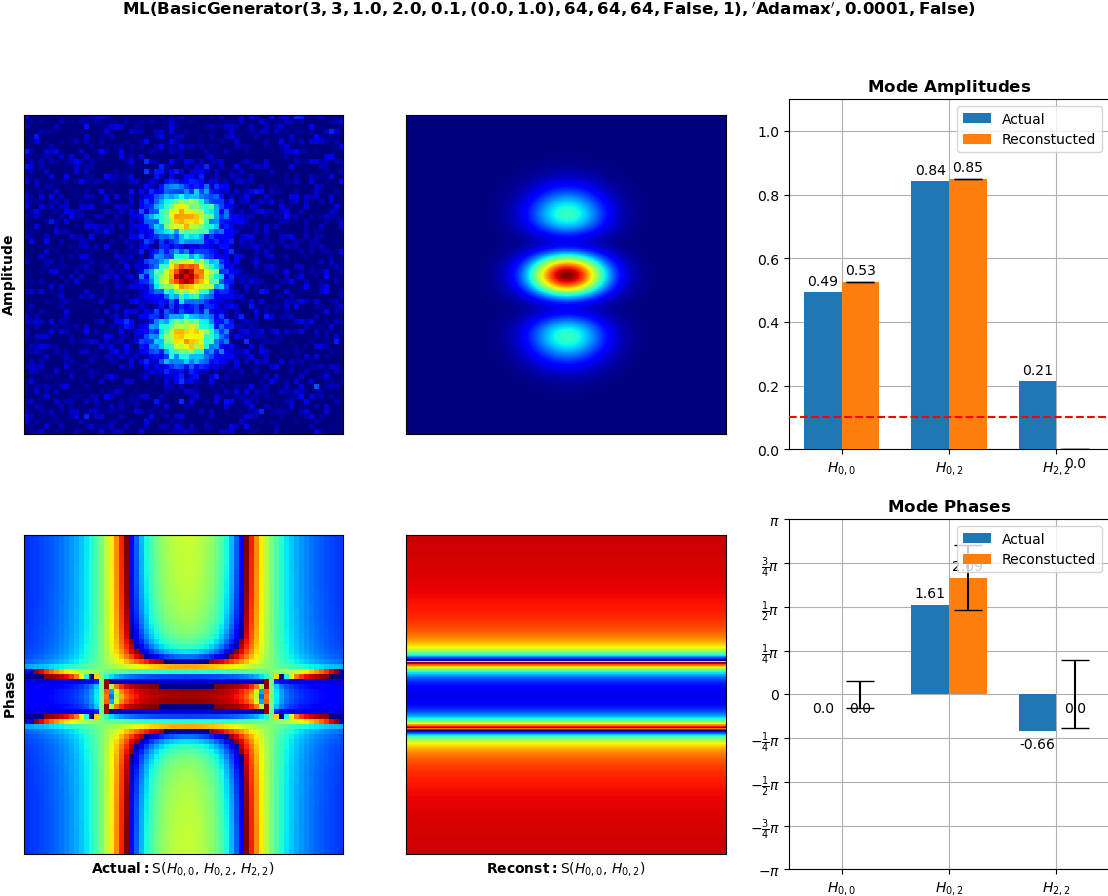 ML(BasicGenerator(3, 3, 1.0, 2.0, 0.1, (0.0, 1.0), 64, 64, 64, False, 1), ′Adamax′, 0.0001, False)
Amplitude
Mode Amplitudes
Actual
Reconstucted
1.0
0.8
0.6
0.4
0.2
0.0
0.49
0.53
0.84
0.85
0.21
0.0
H0, 0
H0, 2
H2, 2
Phase
Actual: S(H0, 0, H0, 2, H2, 2)
Reconst: S(H0, 0, H0, 2)
Mode Phases
Actual
Reconstucted
π
3/4π
1/2π
1/4π
0
−1/4π
−1/2π
−3/4π
−π
0.0
0.0
1.61
2.09
-0.66
0.0
H0, 0
H0, 2
H2, 2